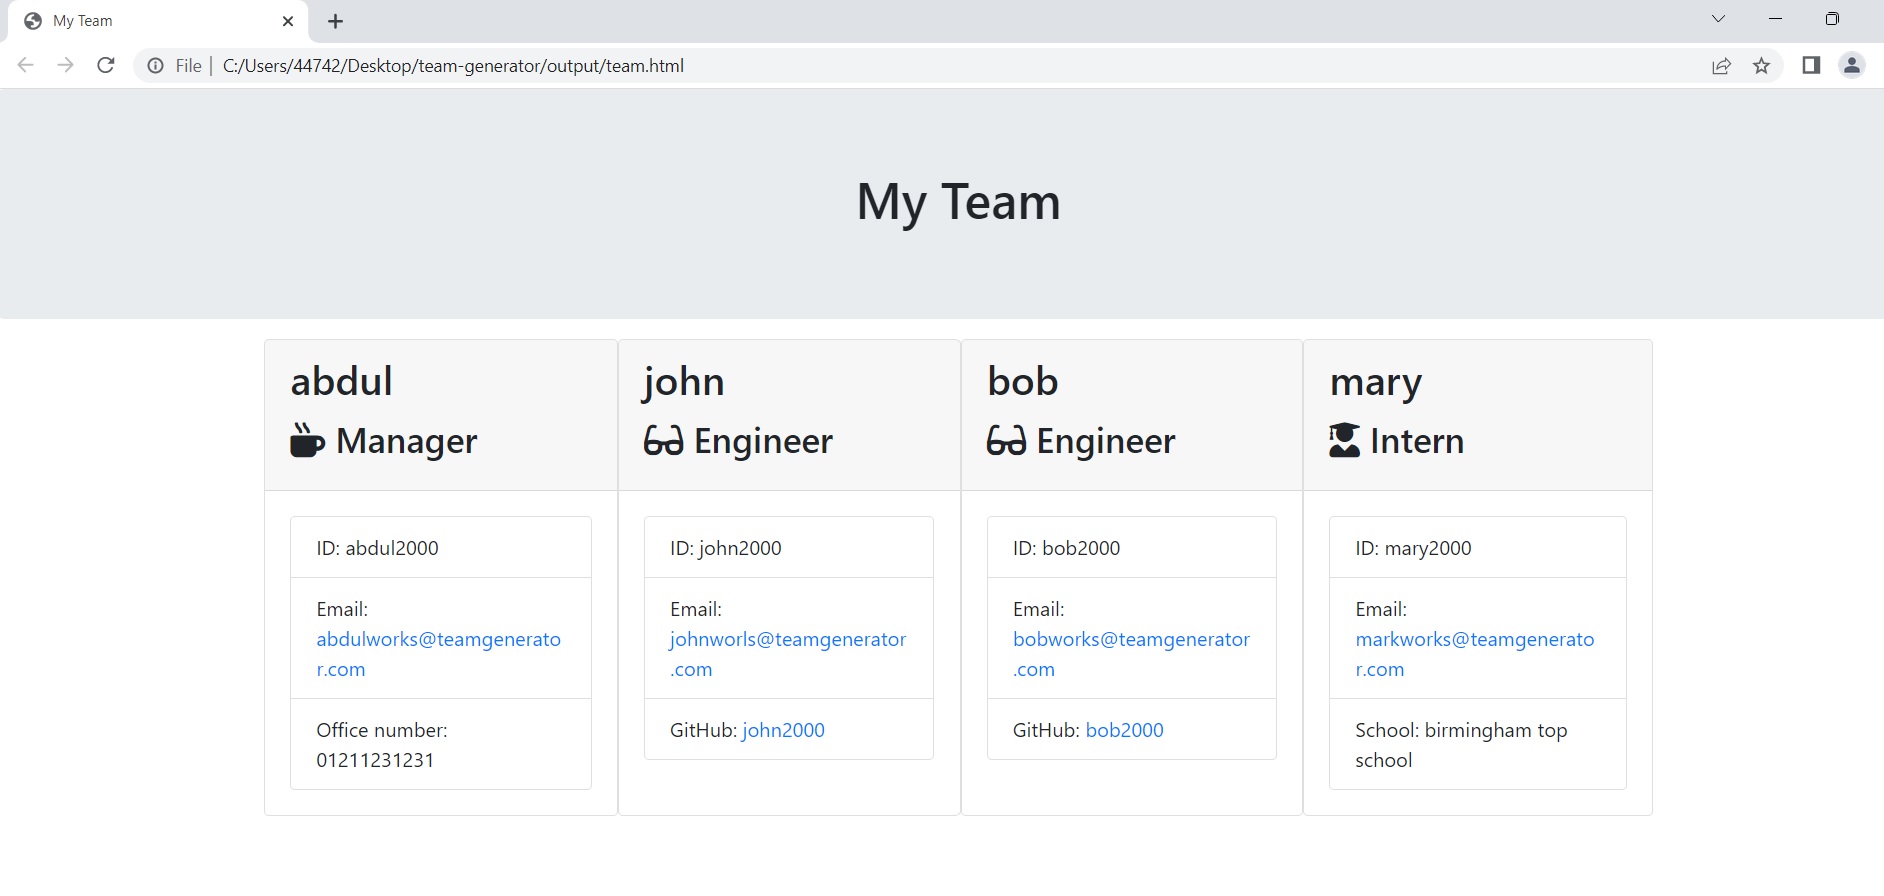 My Team
File | C:/Users/44742/Desktop/team-generator/output/team.html
My Team
abdul
Manager
ID: abdul2000
Email:
abdulworks@teamgenerato
r.com
Office number:
01211231231
john
Engineer
ID: john2000
Email:
johnworls@teamgenerator
.com
GitHub: john2000
bob
Engineer
ID: bob2000
Email:
bobworks@teamgenerator
.com
GitHub: bob2000
mary
Intern
ID: mary2000
Email:
markworks@teamgenerato
r.com
School: birmingham top
school